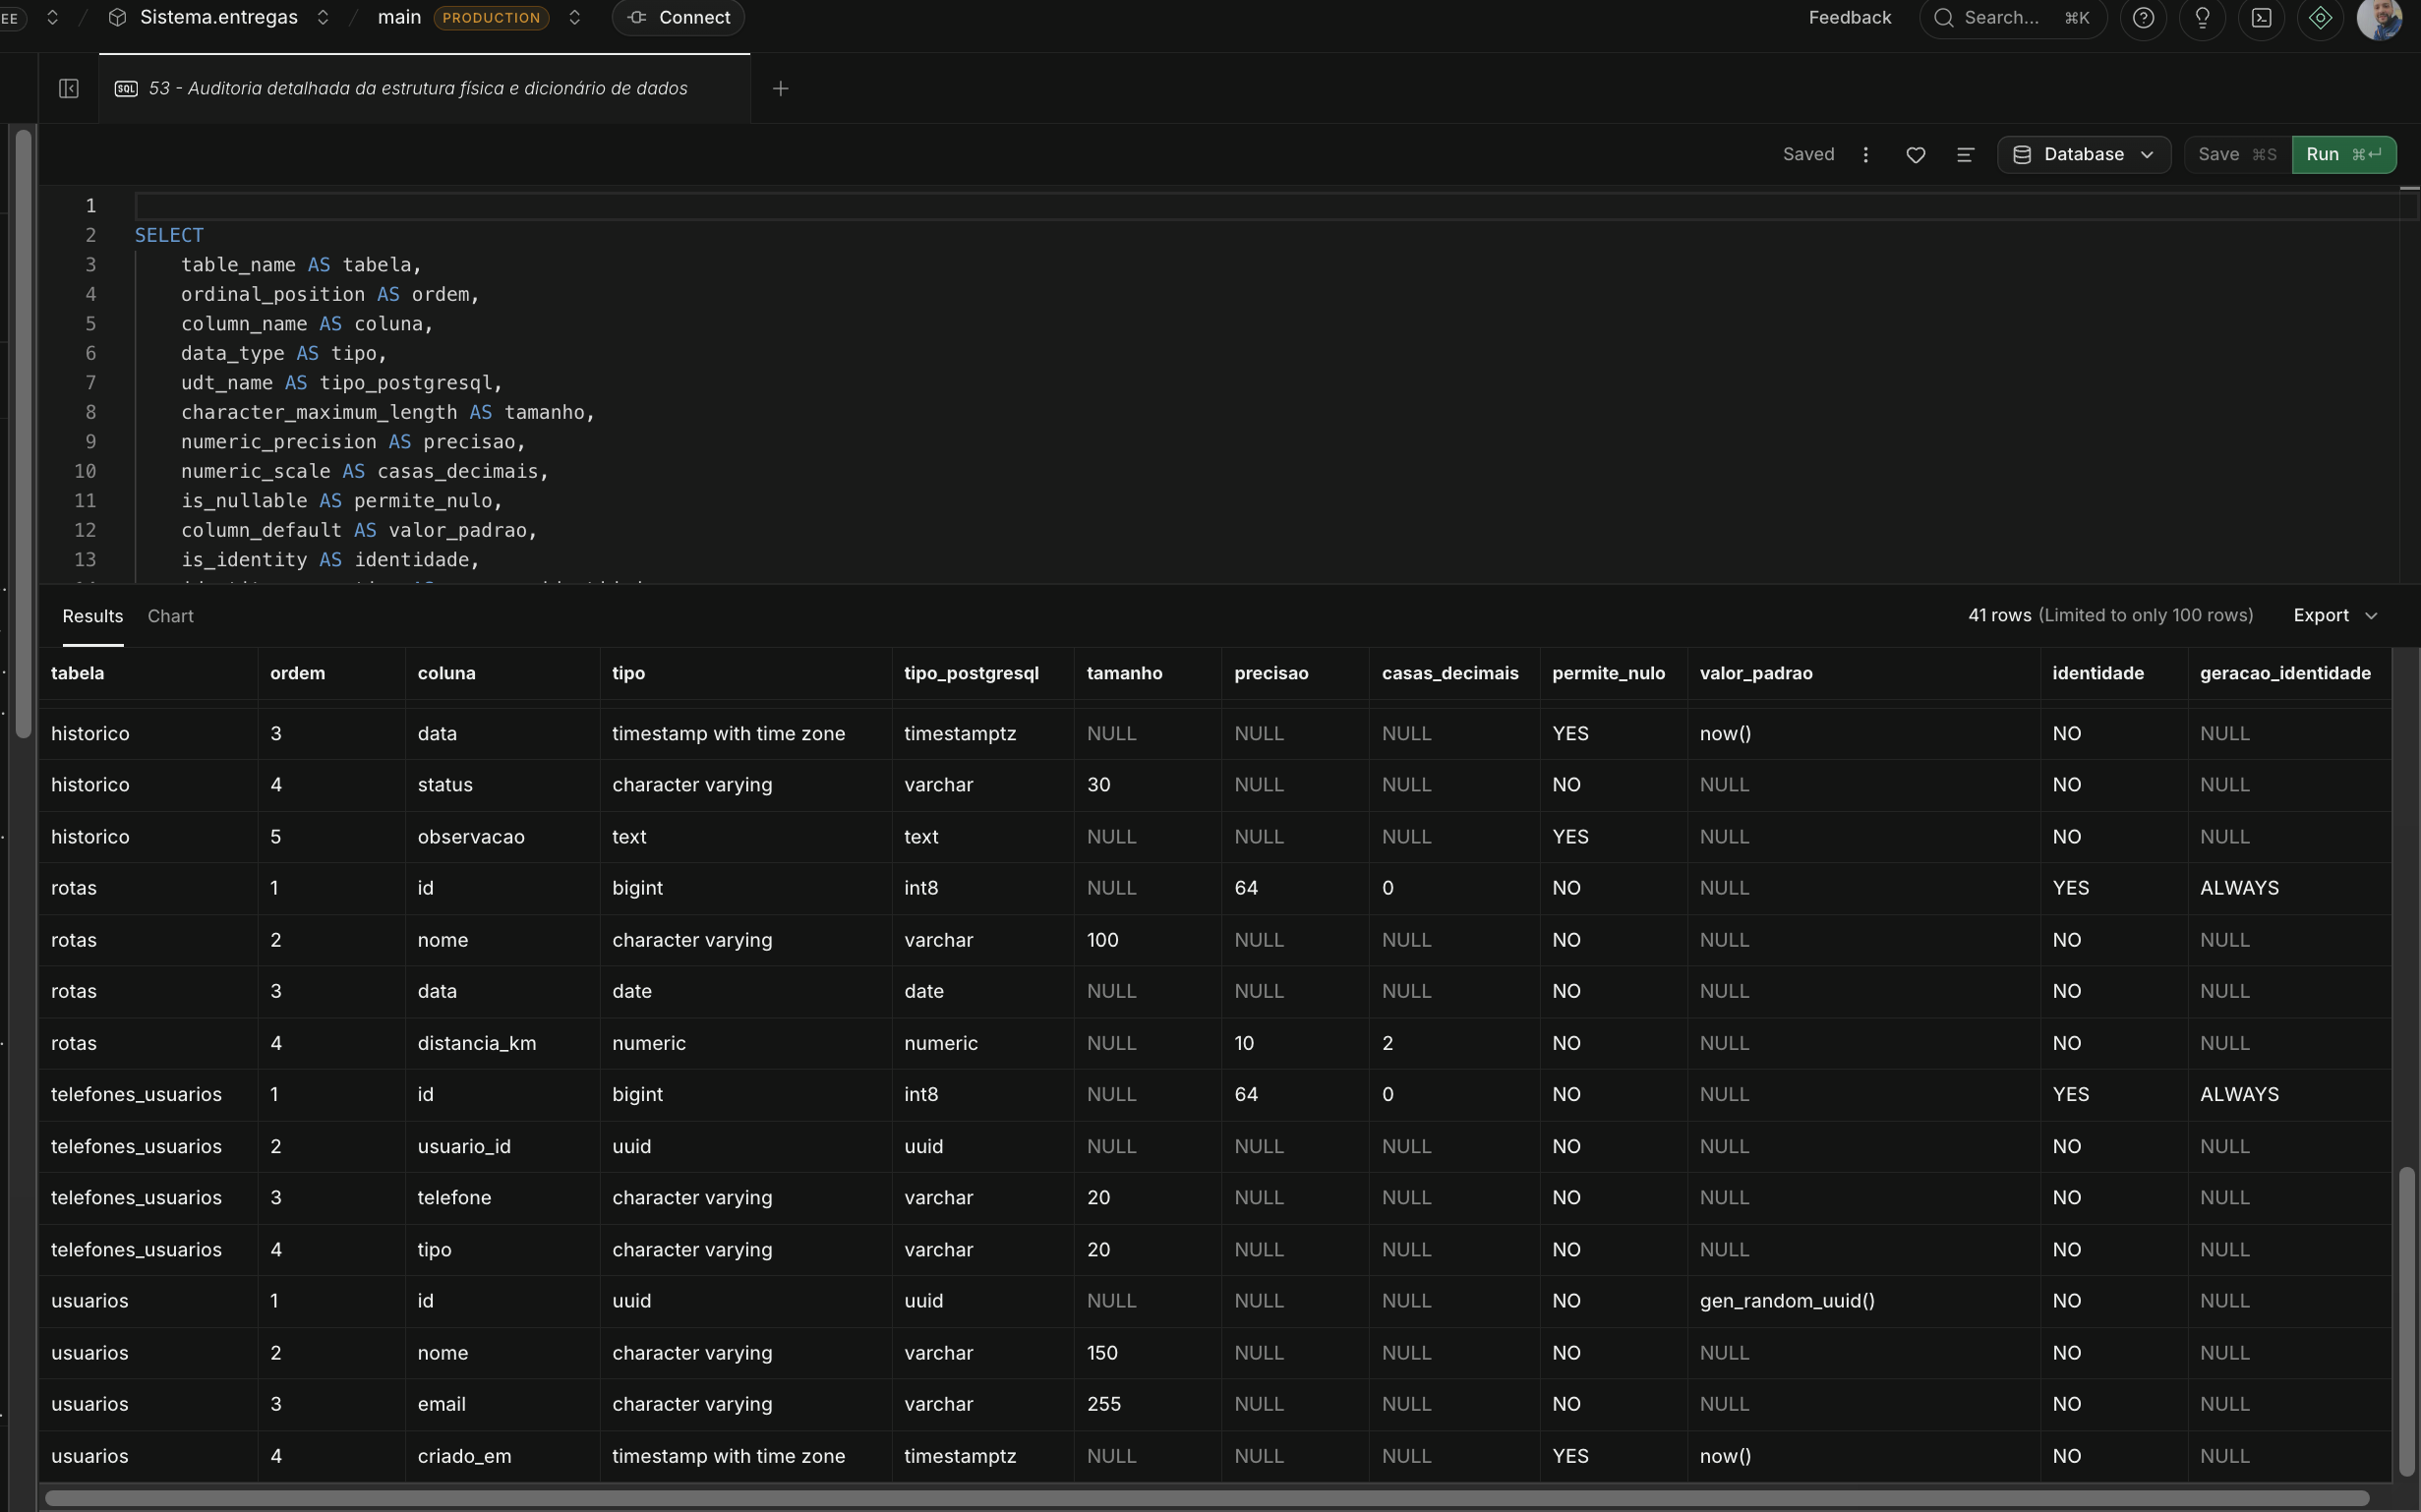 EE / Sistema.entregas / main PRODUCTION Connect Feedback Search... ⌘K
SQL 53 - Auditoria detalhada da estrutura física e dicionário de dados +
Saved Database Save ⌘S Run ⌘↵
1
2 SELECT
3 table_name AS tabela,
4 ordinal_position AS ordem,
5 column_name AS coluna,
6 data_type AS tipo,
7 udt_name AS tipo_postgresql,
8 character_maximum_length AS tamanho,
9 numeric_precision AS precisao,
10 numeric_scale AS casas_decimais,
11 is_nullable AS permite_nulo,
12 column_default AS valor_padrao,
13 is_identity AS identidade,
Results Chart 41 rows (Limited to only 100 rows) Export
tabela ordem coluna tipo tipo_postgresql tamanho precisao casas_decimais permite_nulo valor_padrao identidade geracao_identidade
historico 3 data timestamp with time zone timestamptz NULL NULL NULL YES now() NO NULL
historico 4 status character varying varchar 30 NULL NULL NO NULL NO NULL
historico 5 observacao text text NULL NULL NULL YES NULL NO NULL
rotas 1 id bigint int8 NULL 64 0 NO NULL YES ALWAYS
rotas 2 nome character varying varchar 100 NULL NULL NO NULL NO NULL
rotas 3 data date date NULL NULL NULL NO NULL NO NULL
rotas 4 distancia_km numeric numeric NULL 10 2 NO NULL NO NULL
telefones_usuarios 1 id bigint int8 NULL 64 0 NO NULL YES ALWAYS
telefones_usuarios 2 usuario_id uuid uuid NULL NULL NULL NO NULL NO NULL
telefones_usuarios 3 telefone character varying varchar 20 NULL NULL NO NULL NO NULL
telefones_usuarios 4 tipo character varying varchar 20 NULL NULL NO NULL NO NULL
usuarios 1 id uuid uuid NULL NULL NULL NO gen_random_uuid() NO NULL
usuarios 2 nome character varying varchar 150 NULL NULL NO NULL NO NULL
usuarios 3 email character varying varchar 255 NULL NULL NO NULL NO NULL
usuarios 4 criado_em timestamp with time zone timestamptz NULL NULL NULL YES now() NO NULL